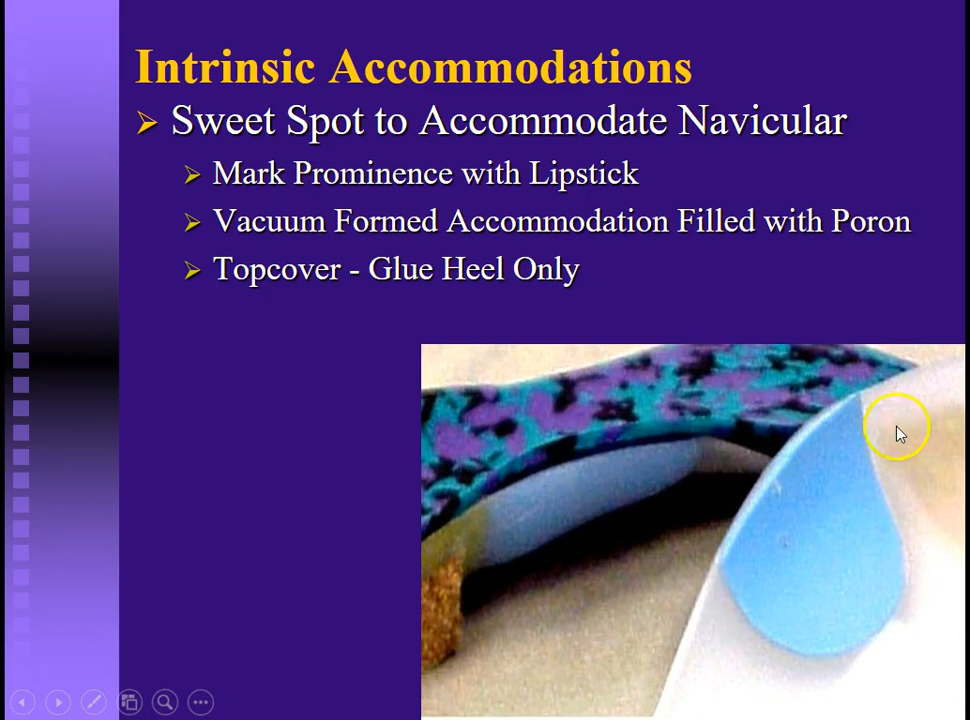 Intrinsic Accommodations
Sweet Spot to Accommodate Navicular
Mark Prominence with Lipstick
Vacuum Formed Accommodation Filled with Poron
Topcover - Glue Heel Only